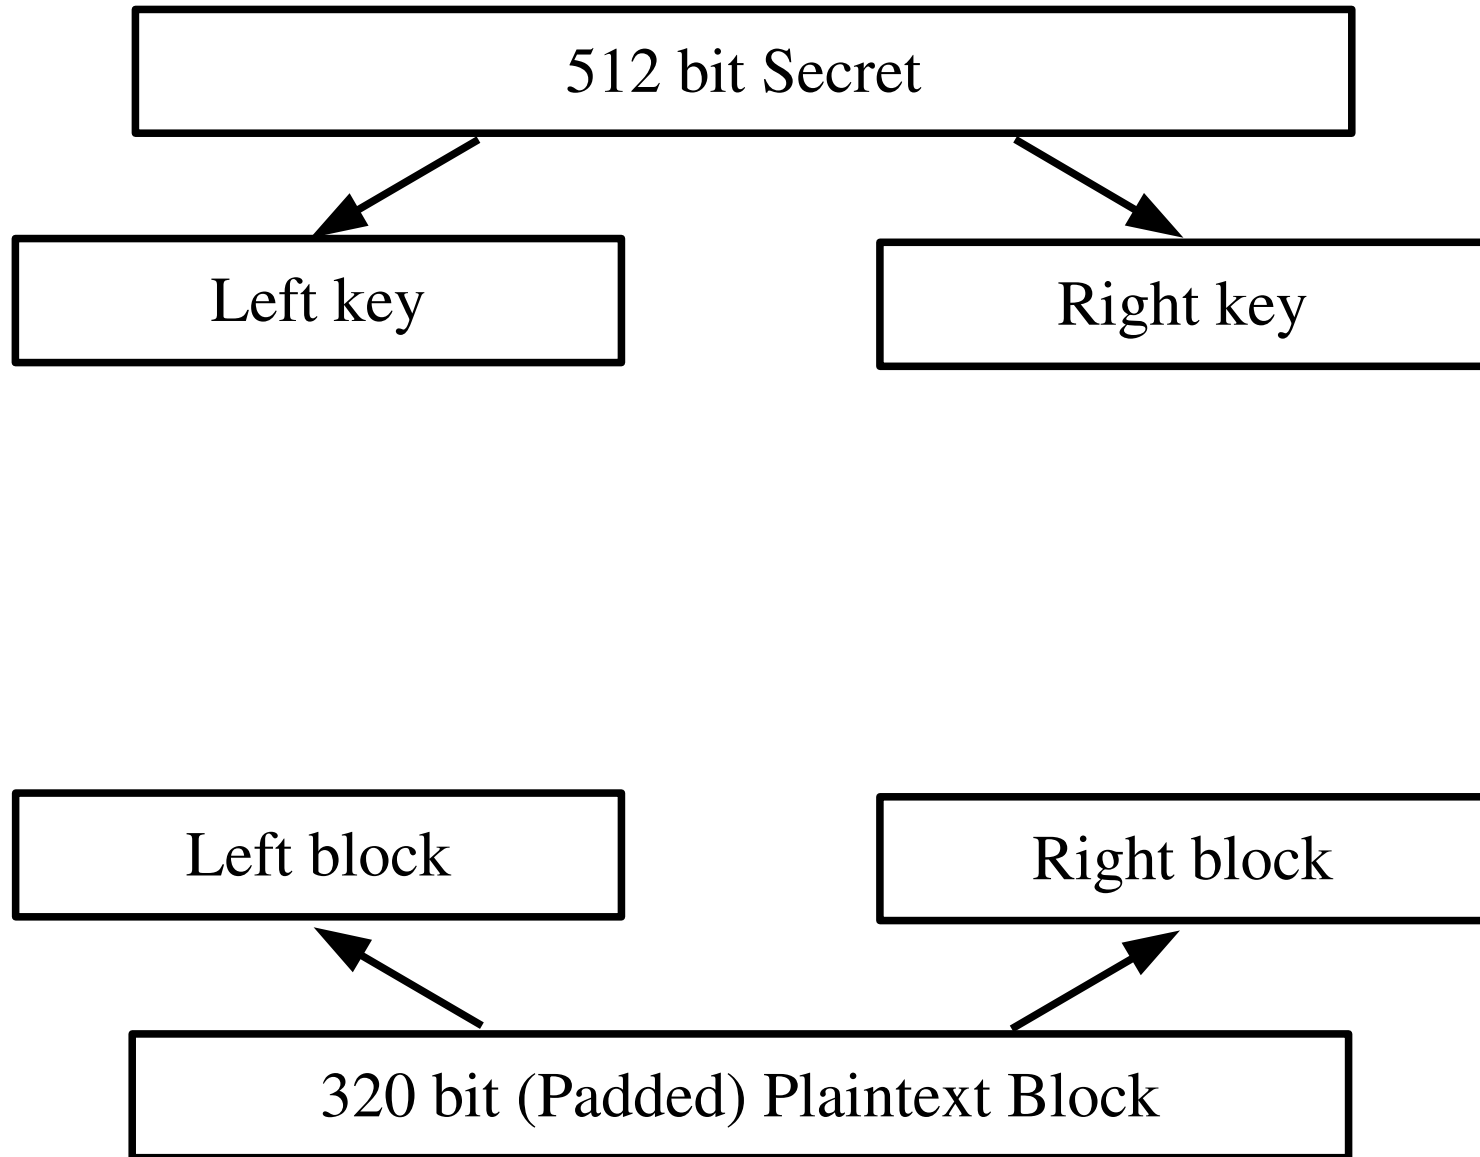 512 bit Secret
Left key
Right key
Left block
Right block
320 bit (Padded) Plaintext Block